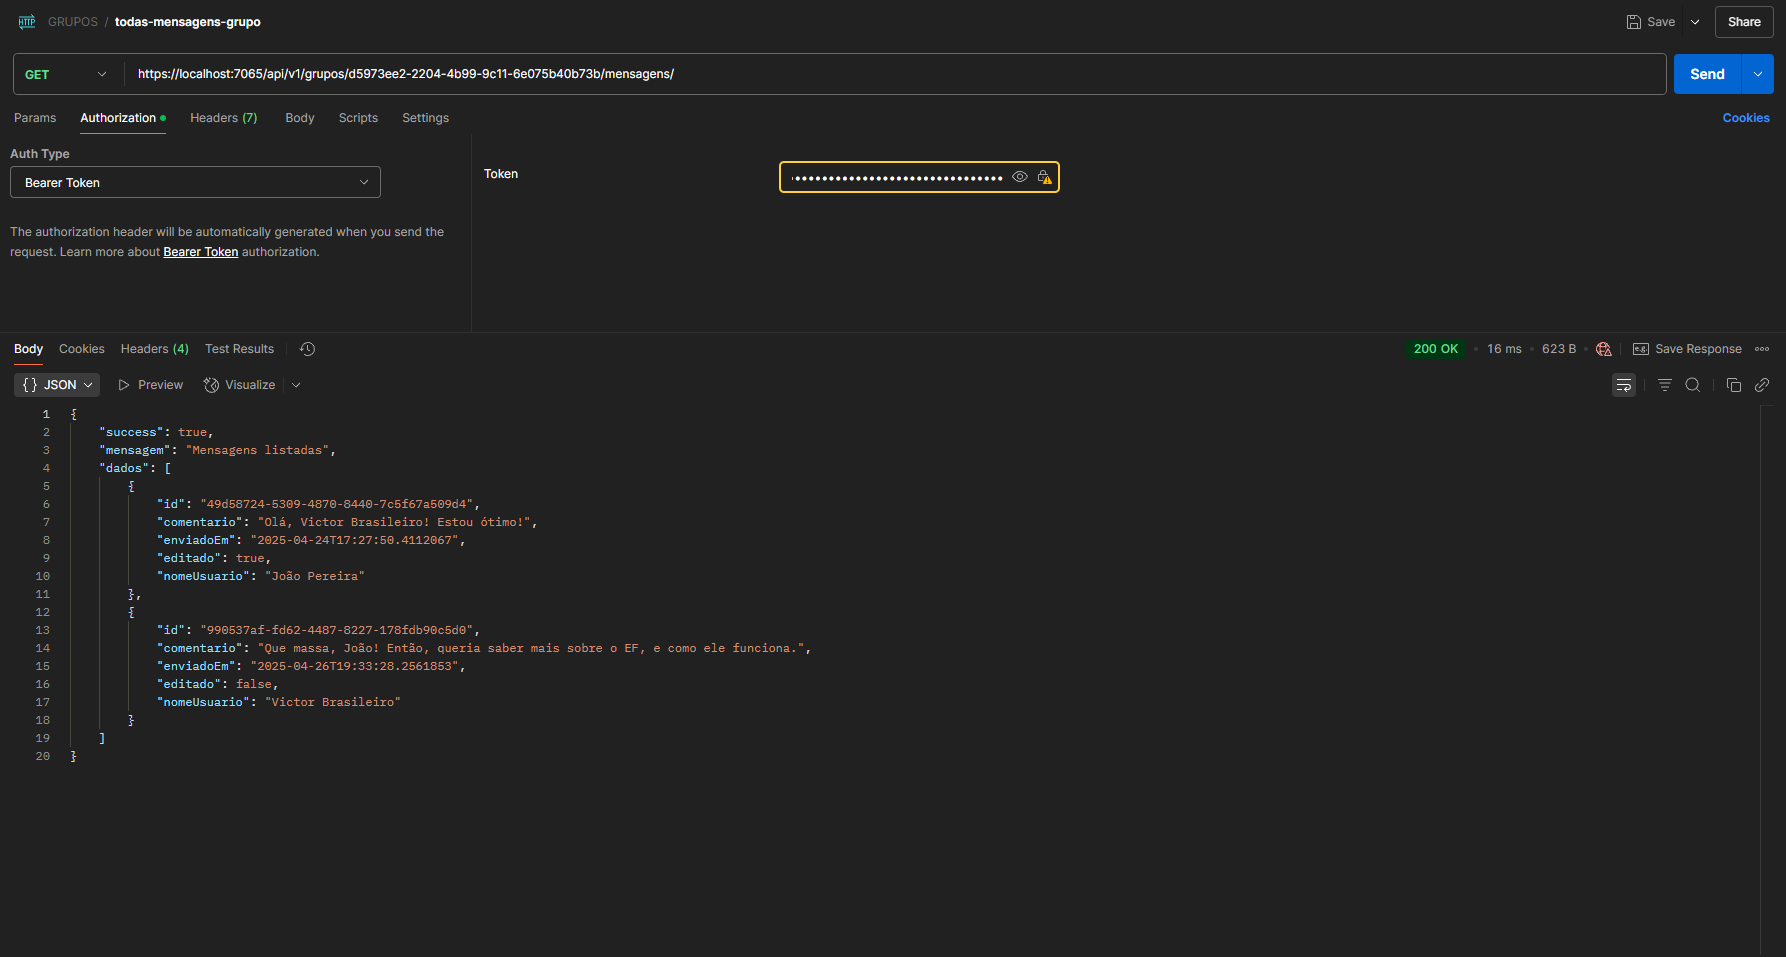 HTTP GRUPOS / todas-mensagens-grupo Save Share
GET https://localhost:7065/api/v1/grupos/d5973ee2-2204-4b99-9c11-6e075b40b73b/mensagens/ Send
Params Authorization Headers (7) Body Scripts Settings Cookies
Auth Type
Bearer Token
Token
The authorization header will be automatically generated when you send the
request. Learn more about Bearer Token authorization.
Body Cookies Headers (4) Test Results 200 OK • 16 ms • 623 B • e.g. Save Response
{} JSON Preview Visualize
1 {
2 "success": true,
3 "mensagem": "Mensagens listadas",
4 "dados": [
5 {
6 "id": "49d58724-5309-4870-8440-7c5f67a509d4",
7 "comentario": "Olá, Victor Brasileiro! Estou ótimo!",
8 "enviadoEm": "2025-04-24T17:27:50.4112067",
9 "editado": true,
10 "nomeUsuario": "João Pereira"
11 },
12 {
13 "id": "990537af-fd62-4487-8227-178fdb90c5d0",
14 "comentario": "Que massa, João! Então, queria saber mais sobre o EF, e como ele funciona.",
15 "enviadoEm": "2025-04-26T19:33:28.2561853",
16 "editado": false,
17 "nomeUsuario": "Victor Brasileiro"
18 }
19 ]
20 }